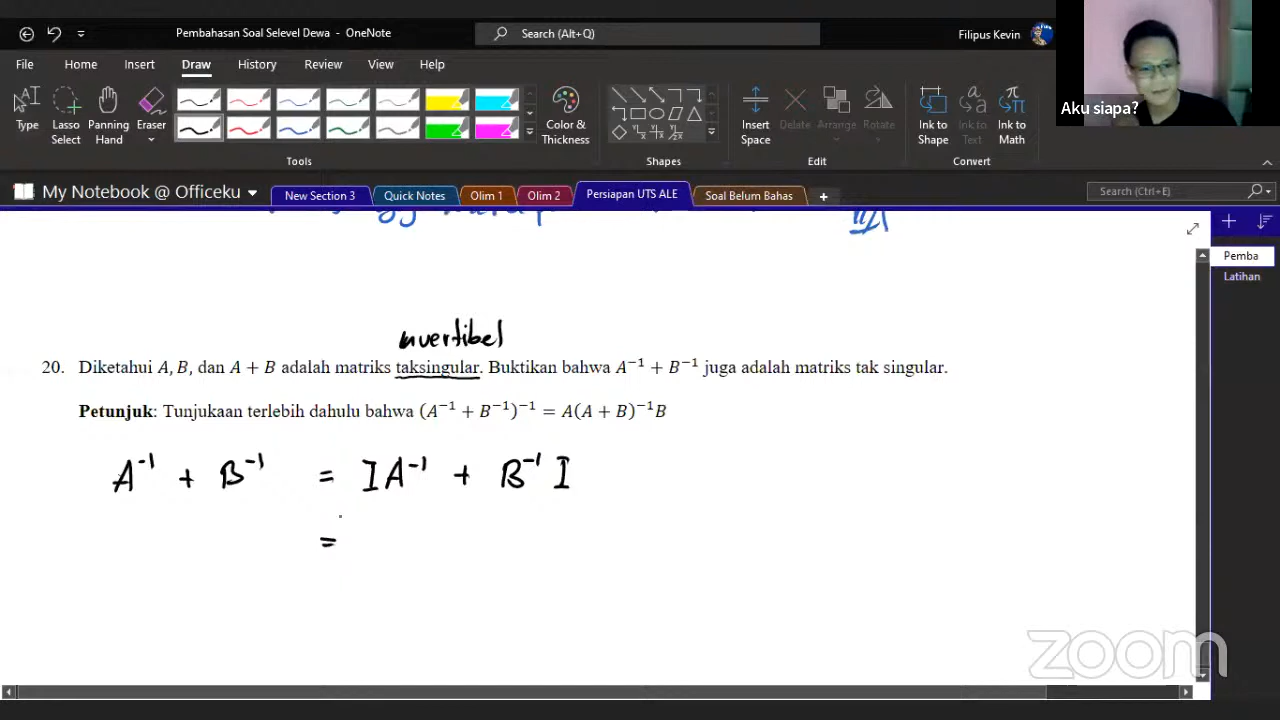 Pembahasan Soal Selevel Dewa - OneNote
Search (Alt+Q)
Filipus Kevin
File Home Insert Draw History Review View Help
Type
Lasso Select
Panning Hand
Eraser
Color & Thickness
Insert Space
Delete
Arrange
Rotate
Ink to Shape
Ink to Text
Ink to Math
Tools
Shapes
Edit
Convert
Aku siapa?
My Notebook @ Officeku
New Section 3
Quick Notes
Olim 1
Olim 2
Persiapan UTS ALE
Soal Belum Bahas
Search (Ctrl+E)
Pemba
Latihan
invertibel
20. Diketahui A, B, dan A + B adalah matriks taksingular. Buktikan bahwa A⁻¹ + B⁻¹ juga adalah matriks tak singular.
Petunjuk: Tunjukaan terlebih dahulu bahwa (A⁻¹ + B⁻¹)⁻¹ = A(A + B)⁻¹B
A⁻¹ + B⁻¹ = I A⁻¹ + B⁻¹ I
=
zoom